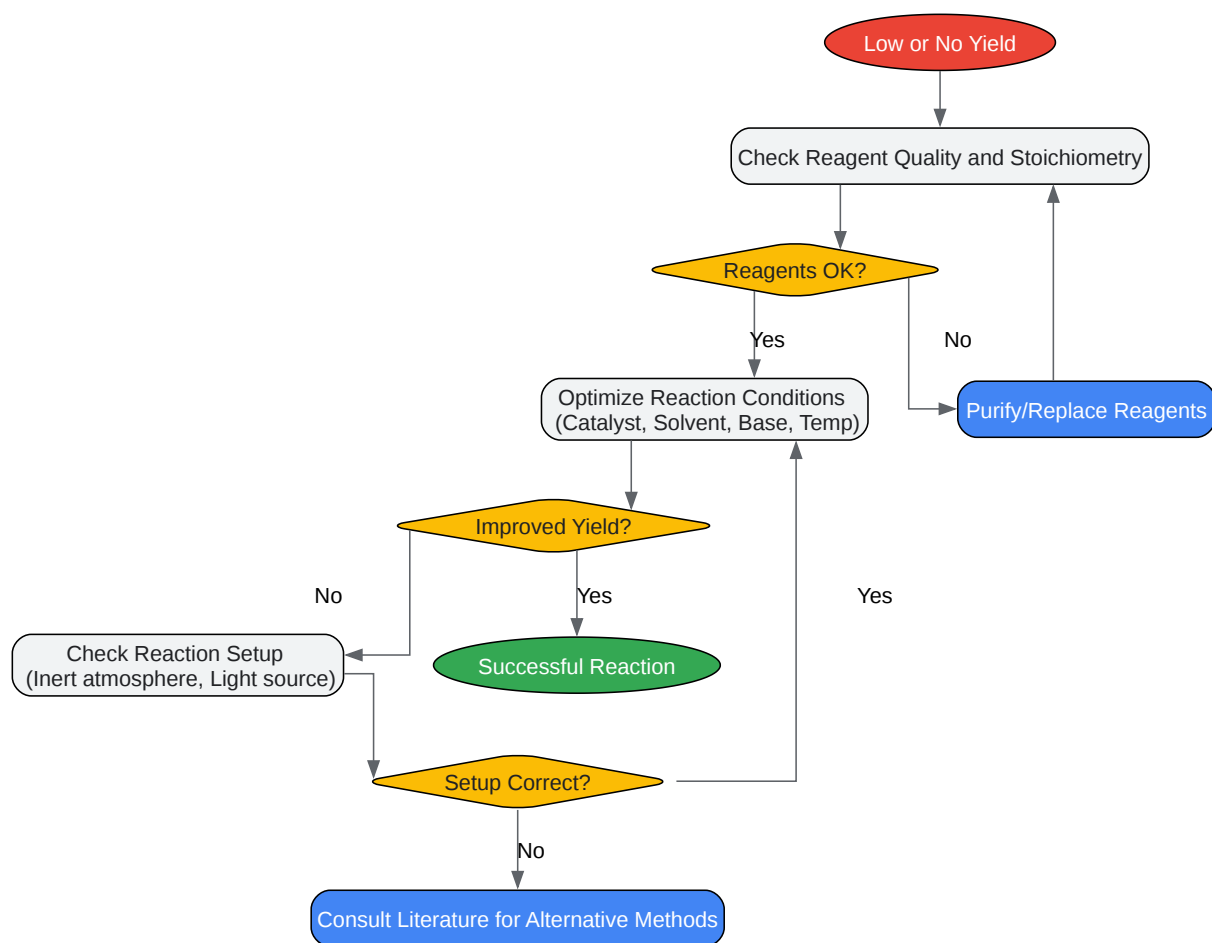 Low or No Yield
Check Reagent Quality and Stoichiometry
Reagents OK?
Yes
No
Optimize Reaction Conditions
(Catalyst, Solvent, Base, Temp)
Purify/Replace Reagents
Improved Yield?
No
Yes
Yes
Check Reaction Setup
(Inert atmosphere, Light source)
Successful Reaction
Setup Correct?
No
Consult Literature for Alternative Methods